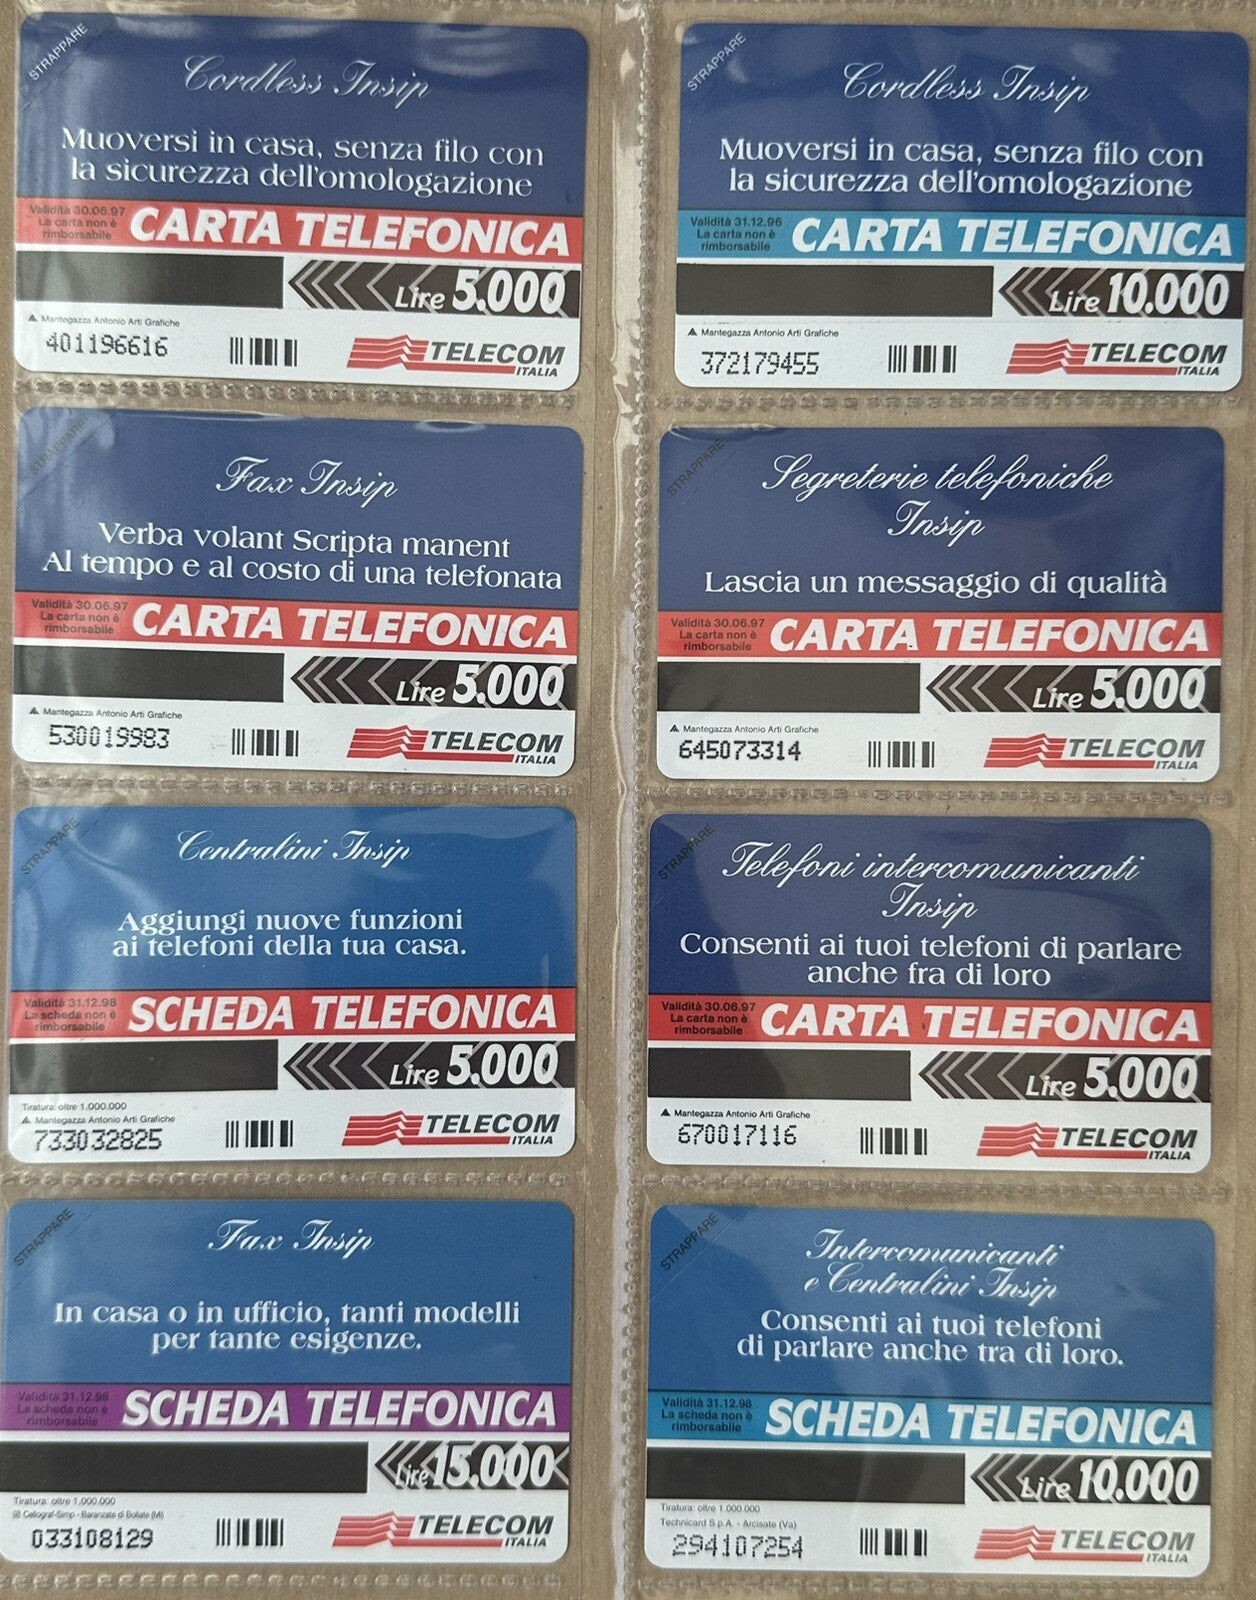 STRAPPARE
Cordless Insip
Muoversi in casa, senza filo con
la sicurezza dell'omologazione
Validità 30.06.97
La carta non è
rimborsabile
CARTA TELEFONICA
Lire 5.000
Mantegazza Antonio Arti Grafiche
401196616
TELECOM
ITALIA
STRAPPARE
Cordless Insip
Muoversi in casa, senza filo con
la sicurezza dell'omologazione
Validità 31.12.96
La carta non è
rimborsabile
CARTA TELEFONICA
Lire 10.000
Mantegazza Antonio Arti Grafiche
372179455
TELECOM
ITALIA
STRAPPARE
Fax Insip
Verba volant Scripta manent
Al tempo e al costo di una telefonata
Validità 30.06.97
La carta non è
rimborsabile
CARTA TELEFONICA
Lire 5.000
Mantegazza Antonio Arti Grafiche
530019983
TELECOM
ITALIA
STRAPPARE
Segreterie telefoniche
Insip
Lascia un messaggio di qualità
Validità 30.06.97
La carta non è
rimborsabile
CARTA TELEFONICA
Lire 5.000
Mantegazza Antonio Arti Grafiche
645073314
TELECOM
ITALIA
STRAPPARE
Centralini Insip
Aggiungi nuove funzioni
ai telefoni della tua casa.
Validità 31.12.98
La scheda non è
rimborsabile
SCHEDA TELEFONICA
Lire 5.000
Tiratura: oltre 1.000.000
Mantegazza Antonio Arti Grafiche
733032825
TELECOM
ITALIA
STRAPPARE
Telefoni intercomunicanti
Insip
Consenti ai tuoi telefoni di parlare
anche fra di loro
Validità 30.06.97
La carta non è
rimborsabile
CARTA TELEFONICA
Lire 5.000
Mantegazza Antonio Arti Grafiche
670017116
TELECOM
ITALIA
STRAPPARE
Fax Insip
In casa o in ufficio, tanti modelli
per tante esigenze.
Validità 31.12.98
La scheda non è
rimborsabile
SCHEDA TELEFONICA
Lire 15.000
Tiratura: oltre 1.000.000
Cellograf-Simp - Baranzate di Bollate (MI)
033108129
TELECOM
ITALIA
STRAPPARE
Intercomunicanti
e Centralini Insip
Consenti ai tuoi telefoni
di parlare anche tra di loro.
Validità 31.12.98
La scheda non è
rimborsabile
SCHEDA TELEFONICA
Lire 10.000
Tiratura: oltre 1.000.000
Technicard S.p.A. - Arcisate (Va)
294107254
TELECOM
ITALIA